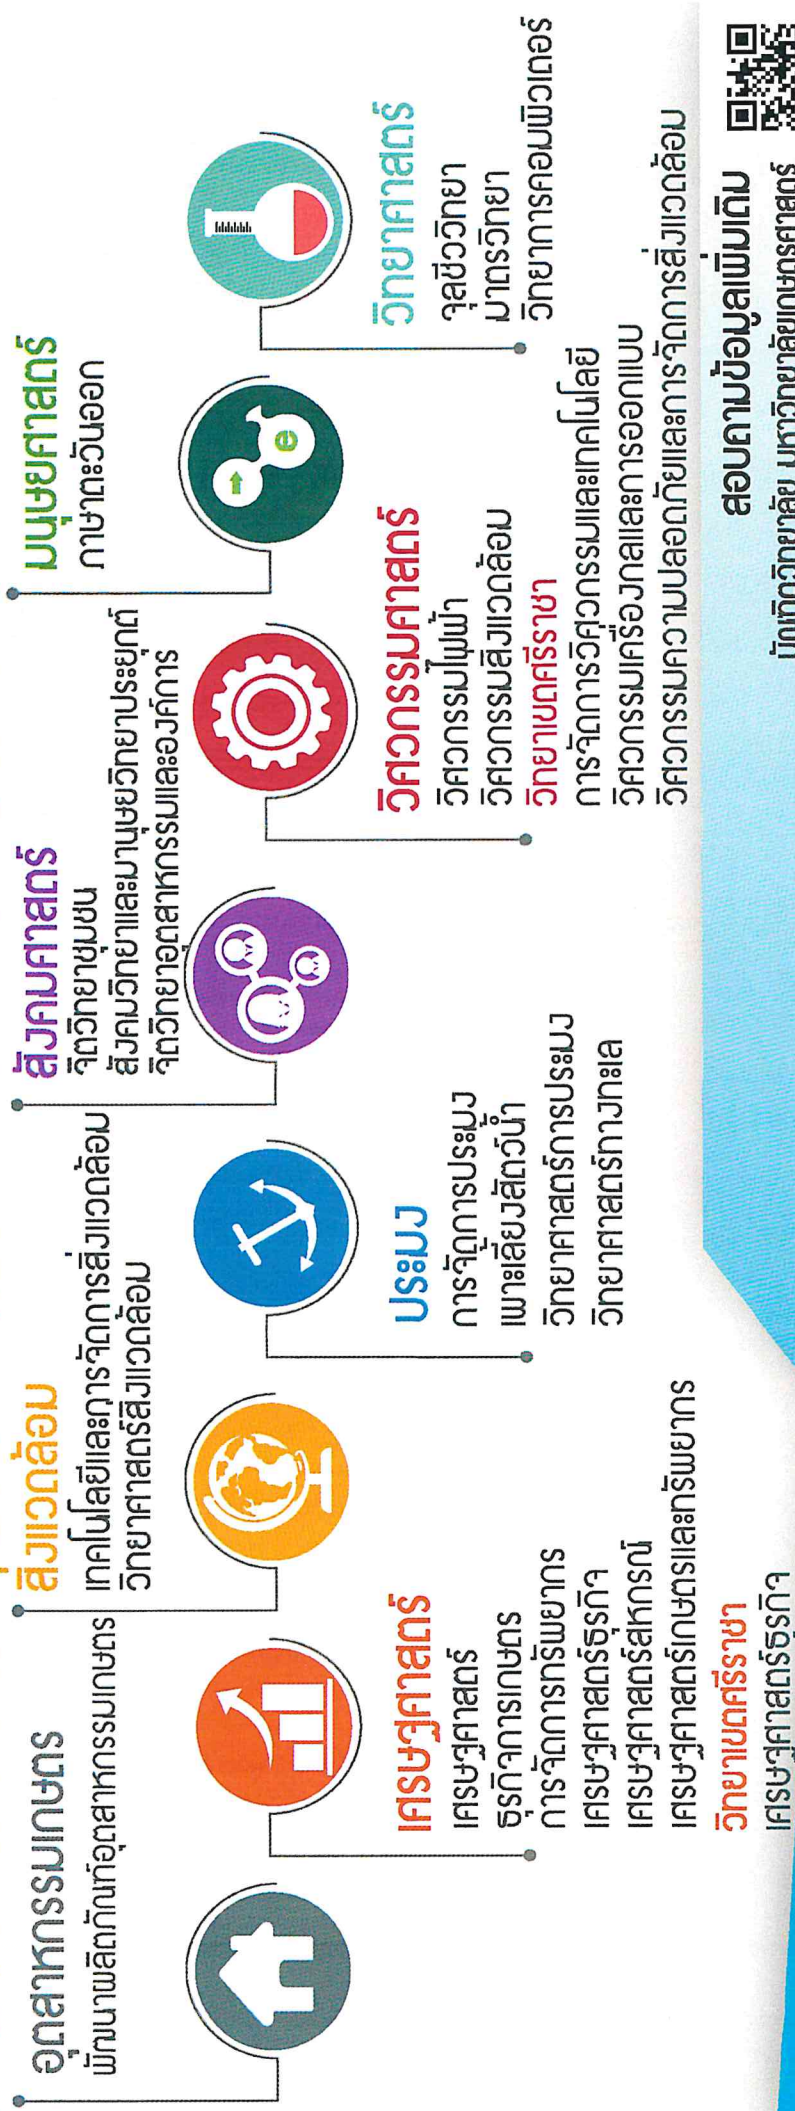 อุตสาหกรรมเกษตร
พัฒนาผลิตภัณฑ์อุตสาหกรรมเกษตร
สิ่งแวดล้อม
เทคโนโลยีและการจัดการสิ่งแวดล้อม
วิทยาศาสตร์สิ่งแวดล้อม
สังคมศาสตร์
จิตวิทยาชุมชน
สังคมวิทยาและมานุษยวิทยาประยุกต์
จิตวิทยาอุตสาหกรรมและองค์การ
มนุษยศาสตร์
ภาษาตะวันออก
เศรษฐศาสตร์
เศรษฐศาสตร์
ธุรกิจการเกษตร
การจัดการทรัพยากร
เศรษฐศาสตร์ธุรกิจ
เศรษฐศาสตร์สหกรณ์
เศรษฐศาสตร์เกษตรและทรัพยากร
วิทยาเขตศรีราชา
เศรษฐศาสตร์ธุรกิจ
ประมง
การจัดการประมง
เพาะเลี้ยงสัตว์น้ำ
วิทยาศาสตร์การประมง
วิทยาศาสตร์ทางทะเล
วิศวกรรมศาสตร์
วิศวกรรมไฟฟ้า
วิศวกรรมสิ่งแวดล้อม
วิทยาเขตศรีราชา
การจัดการวิศวกรรมและเทคโนโลยี
วิศวกรรมเครื่องกลและการออกแบบ
วิศวกรรมความปลอดภัยและการจัดการสิ่งแวดล้อม
วิทยาศาสตร์
จุลชีววิทยา
มาตรวิทยา
วิทยาการคอมพิวเตอร์
สอบถามข้อมูลเพิ่มเติม
บัณฑิตวิทยาลัย มหาวิทยาลัยเกษตรศาสตร์